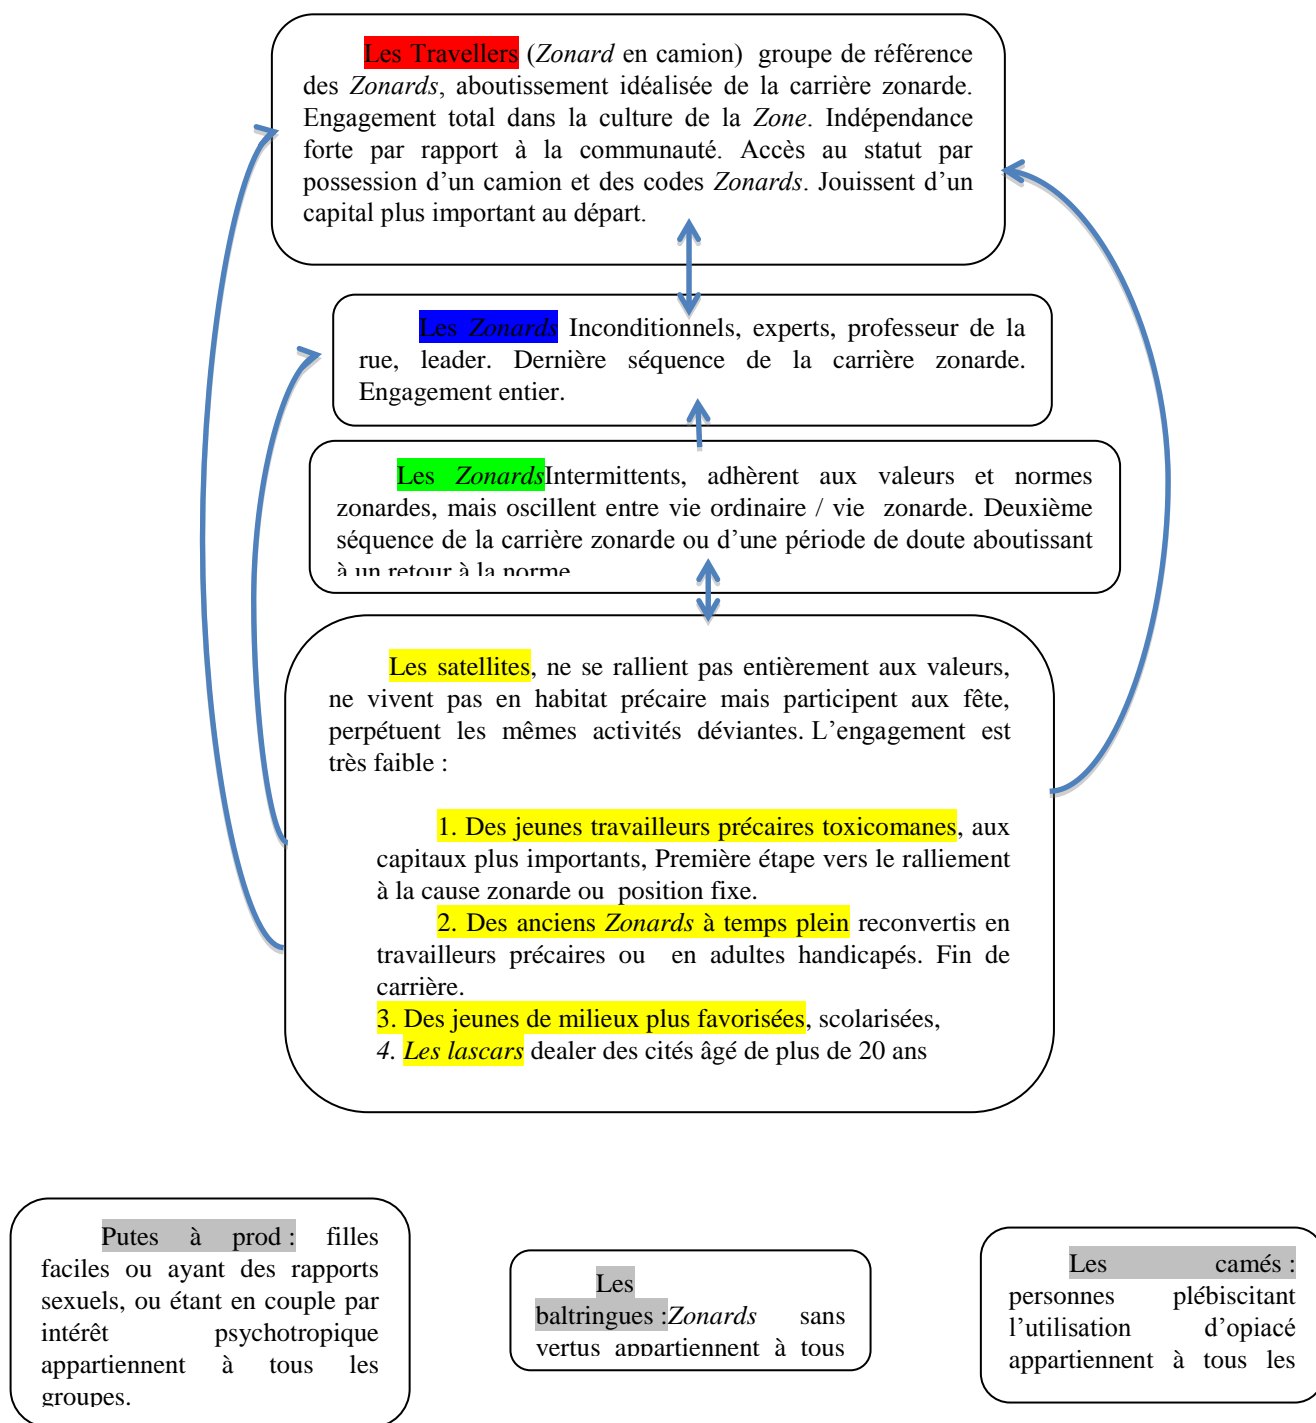 Les Travellers (Zonard en camion) groupe de référence
des Zonards, aboutissement idéalisée de la carrière zonarde.
Engagement total dans la culture de la Zone. Indépendance
forte par rapport à la communauté. Accès au statut par
possession d’un camion et des codes Zonards. Jouissent d’un
capital plus important au départ.
Les Zonards Inconditionnels, experts, professeur de la
rue, leader. Dernière séquence de la carrière zonarde.
Engagement entier.
Les ZonardsIntermittents, adhèrent aux valeurs et normes
zonardes, mais oscillent entre vie ordinaire / vie zonarde. Deuxième
séquence de la carrière zonarde ou d’une période de doute aboutissant
à un retour à la norme
Les satellites, ne se rallient pas entièrement aux valeurs,
ne vivent pas en habitat précaire mais participent aux fête,
perpétuent les mêmes activités déviantes. L’engagement est
très faible :
1. Des jeunes travailleurs précaires toxicomanes, aux
capitaux plus importants, Première étape vers le ralliement
à la cause zonarde ou position fixe.
2. Des anciens Zonards à temps plein reconvertis en
travailleurs précaires ou en adultes handicapés. Fin de
carrière.
3. Des jeunes de milieux plus favorisées, scolarisées,
4. Les lascars dealer des cités âgé de plus de 20 ans
Putes à prod : filles
faciles ou ayant des rapports
sexuels, ou étant en couple par
intérêt psychotropique
appartiennent à tous les
groupes.
Les
baltringues :Zonards sans
vertus appartiennent à tous
Les camés :
personnes plébiscitant
l’utilisation d’opiacé
appartiennent à tous les